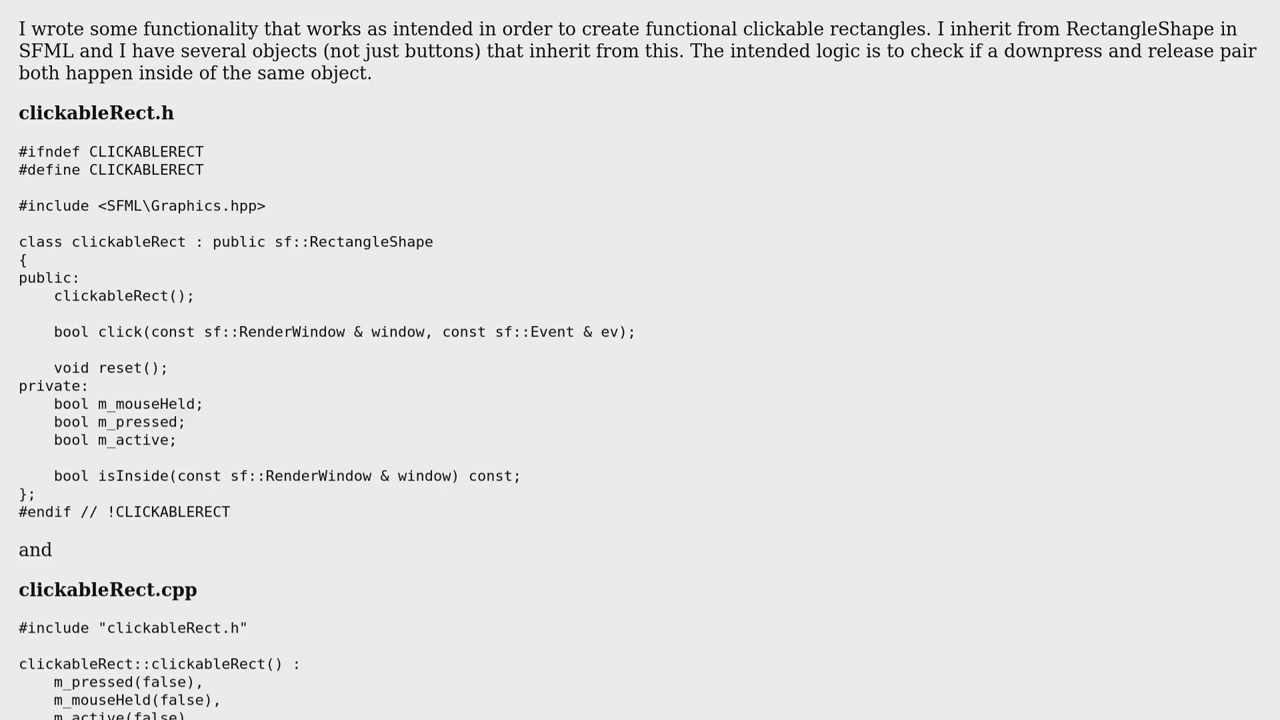 I wrote some functionality that works as intended in order to create functional clickable rectangles. I inherit from RectangleShape in
SFML and I have several objects (not just buttons) that inherit from this. The intended logic is to check if a downpress and release pair
both happen inside of the same object.
clickableRect.h
#ifndef CLICKABLERECT
#define CLICKABLERECT
#include <SFML\Graphics.hpp>
class clickableRect : public sf::RectangleShape
{
public:
    clickableRect();
    bool click(const sf::RenderWindow & window, const sf::Event & ev);
    void reset();
private:
    bool m_mouseHeld;
    bool m_pressed;
    bool m_active;
    bool isInside(const sf::RenderWindow & window) const;
};
#endif // !CLICKABLERECT
and
clickableRect.cpp
#include "clickableRect.h"
clickableRect::clickableRect() :
    m_pressed(false),
    m_mouseHeld(false),
    m_active(false)